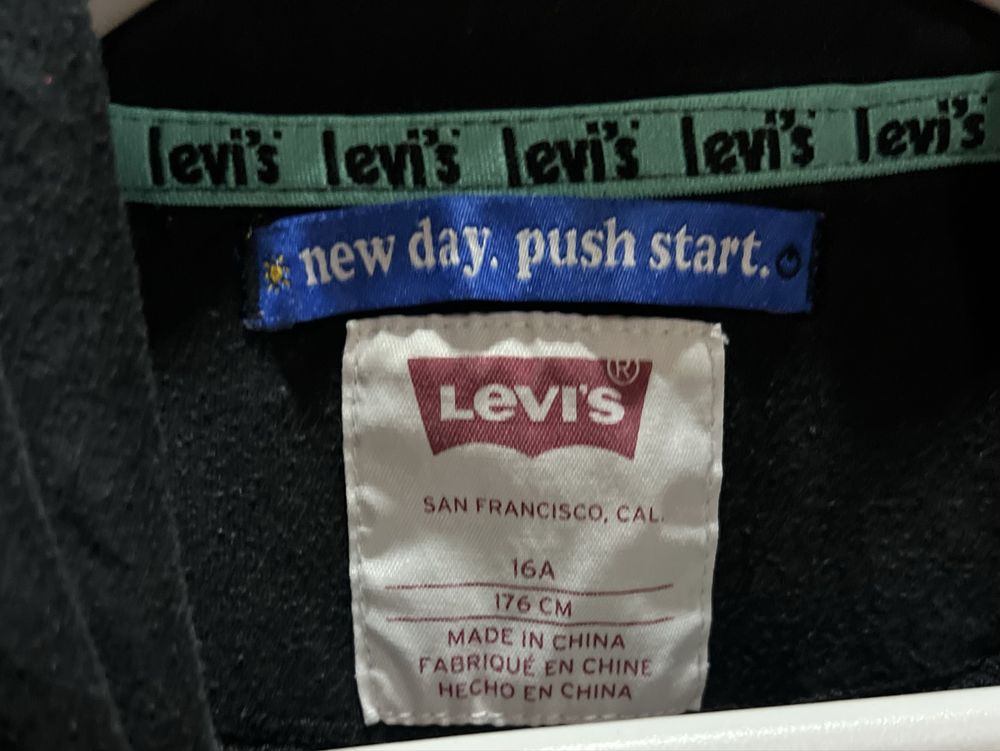 levi's levi's levi's levi's levi's
new day. push start.
Levi's ®
SAN FRANCISCO, CAL.
16A
176 CM
MADE IN CHINA
FABRIQUÉ EN CHINE
HECHO EN CHINA